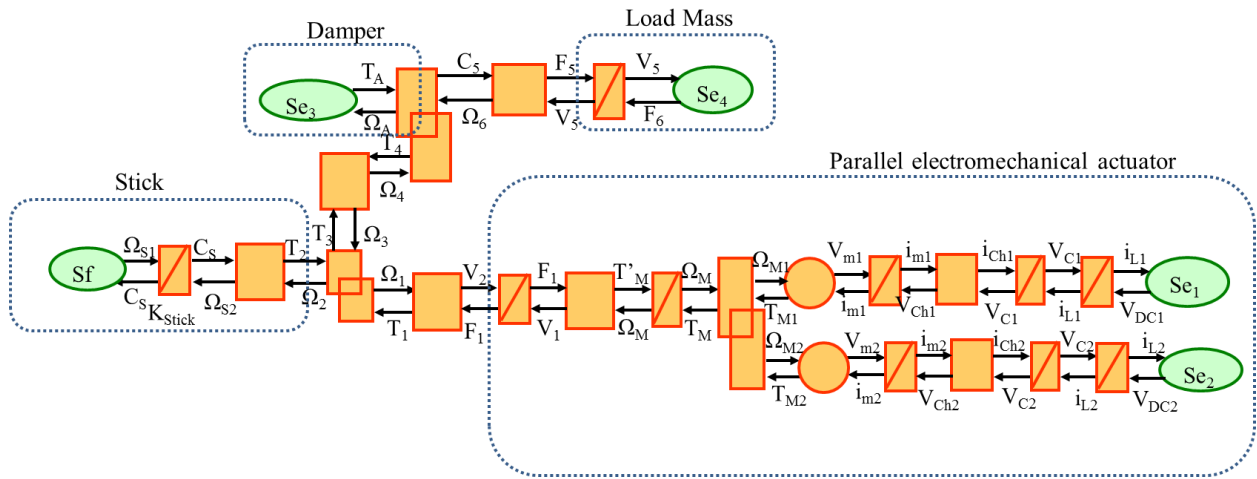 Damper
Load Mass
T_A
C_5
F_5
V_5
Se_3
Se_4
Ω_A
Ω_6
V_5
F_6
T_4
Ω_4
Parallel electromechanical actuator
Stick
T_3
Ω_3
Ω_S1
C_S
T_2
Sf
C_S
K_Stick
Ω_S2
Ω_2
Ω_1
V_2
F_1
T'_M
Ω_M
Ω_M1
V_m1
i_m1
i_Ch1
V_C1
i_L1
Se_1
T_1
F_1
V_1
Ω_M
T_M
T_M1
i_m1
V_Ch1
V_C1
i_L1
V_DC1
Ω_M2
V_m2
i_m2
i_Ch2
V_C2
i_L2
Se_2
T_M2
i_m2
V_Ch2
V_C2
i_L2
V_DC2